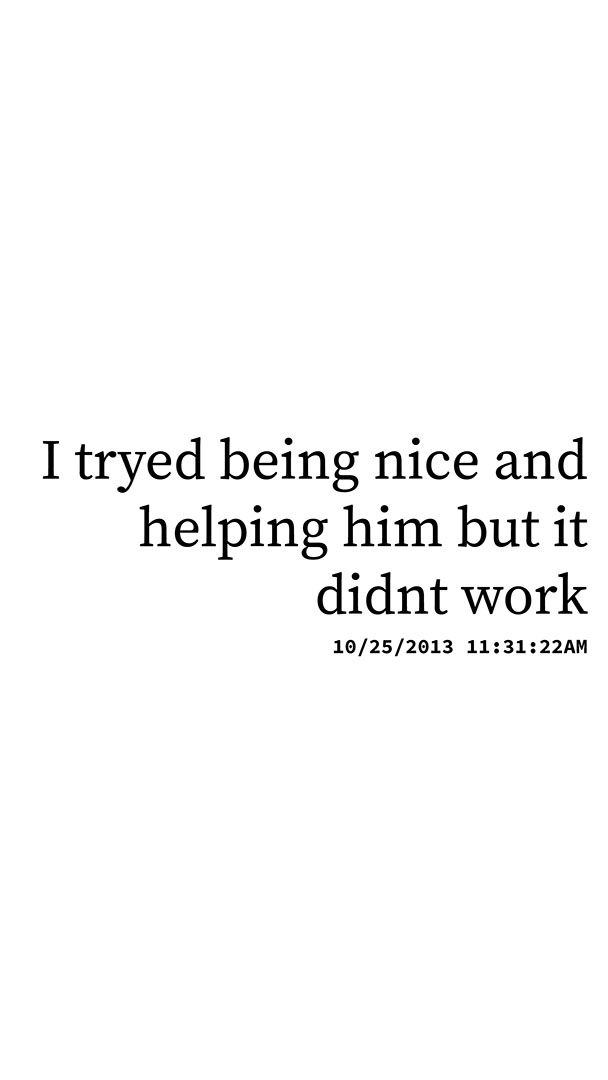 I tryed being nice and
helping him but it
didnt work
10/25/2013 11:31:22AM